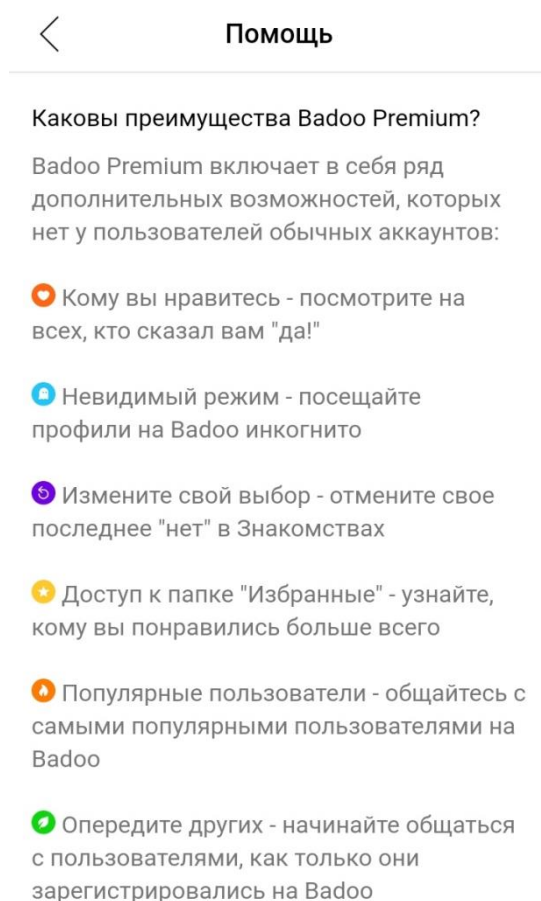 Помощь
Каковы преимущества Badoo Premium?
Badoo Premium включает в себя ряд
дополнительных возможностей, которых
нет у пользователей обычных аккаунтов:
Кому вы нравитесь - посмотрите на
всех, кто сказал вам "да!"
Невидимый режим - посещайте
профили на Badoo инкогнито
Измените свой выбор - отмените свое
последнее "нет" в Знакомствах
Доступ к папке "Избранные" - узнайте,
кому вы понравились больше всего
Популярные пользователи - общайтесь с
самыми популярными пользователями на
Badoo
Опередите других - начинайте общаться
с пользователями, как только они
зарегистрировались на Badoo